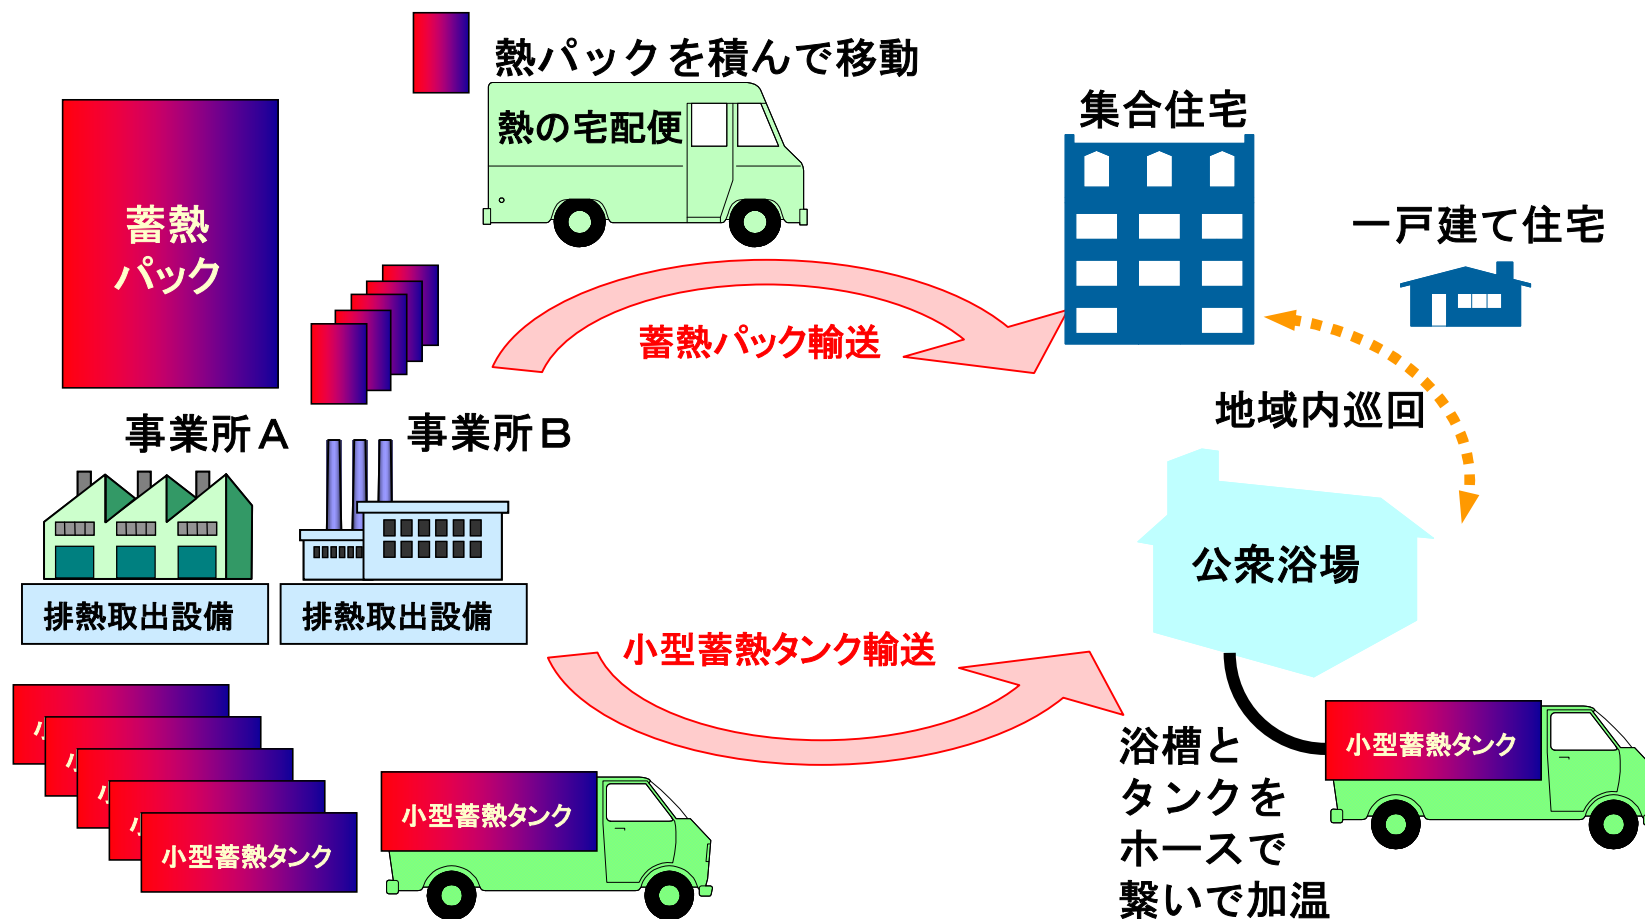 熱パックを積んで移動
熱の宅配便
集合住宅
一戸建て住宅
蓄熱
パック
蓄熱パック輸送
地域内巡回
事業所A
事業所B
公衆浴場
排熱取出設備
排熱取出設備
小型蓄熱タンク輸送
小
小
小
小
小型蓄熱タンク
小型蓄熱タンク
浴槽と
タンクを
ホースで
繋いで加温
小型蓄熱タンク